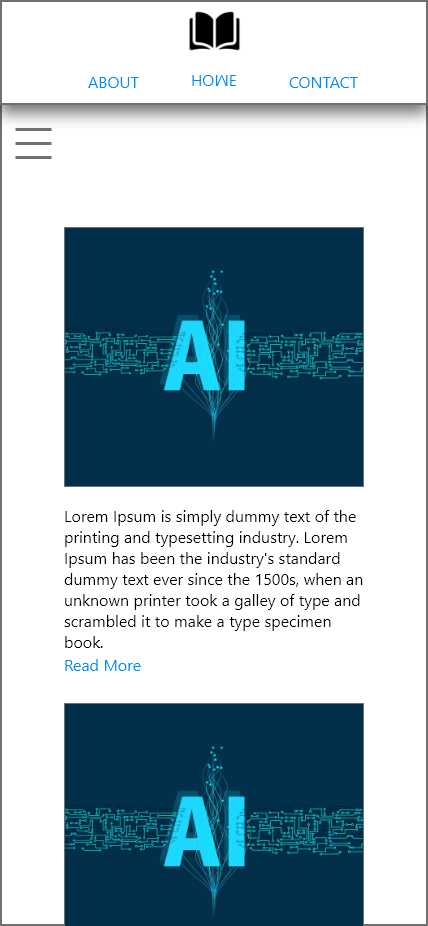 ABOUT HOME CONTACT
AI
Lorem Ipsum is simply dummy text of the
printing and typesetting industry. Lorem
Ipsum has been the industry's standard
dummy text ever since the 1500s, when an
unknown printer took a galley of type and
scrambled it to make a type specimen
book.
Read More
AI